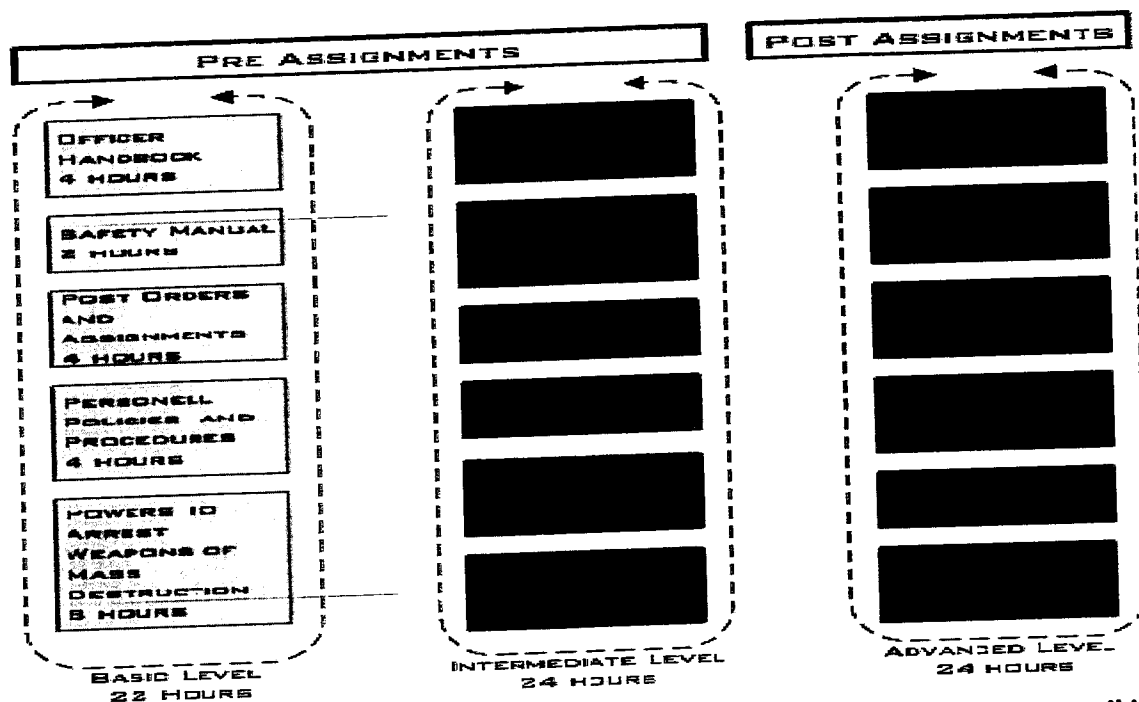 PRE ASSIGNMENTS
POST ASSIGNMENTS
OFFICER
HANDBOOK
4 HOURS
SAFETY MANUAL
2 HOURS
POST ORDERS
AND
ASSIGNMENTS
4 HOURS
PERSONELL
POLICIES AND
PROCEDURES
4 HOURS
POWERS TO
ARREST
WEAPONS OF
MASS
DESTRUCTION
8 HOURS
BASIC LEVEL
22 HOURS
INTERMEDIATE LEVEL
24 HOURS
ADVANCED LEVEL
24 HOURS